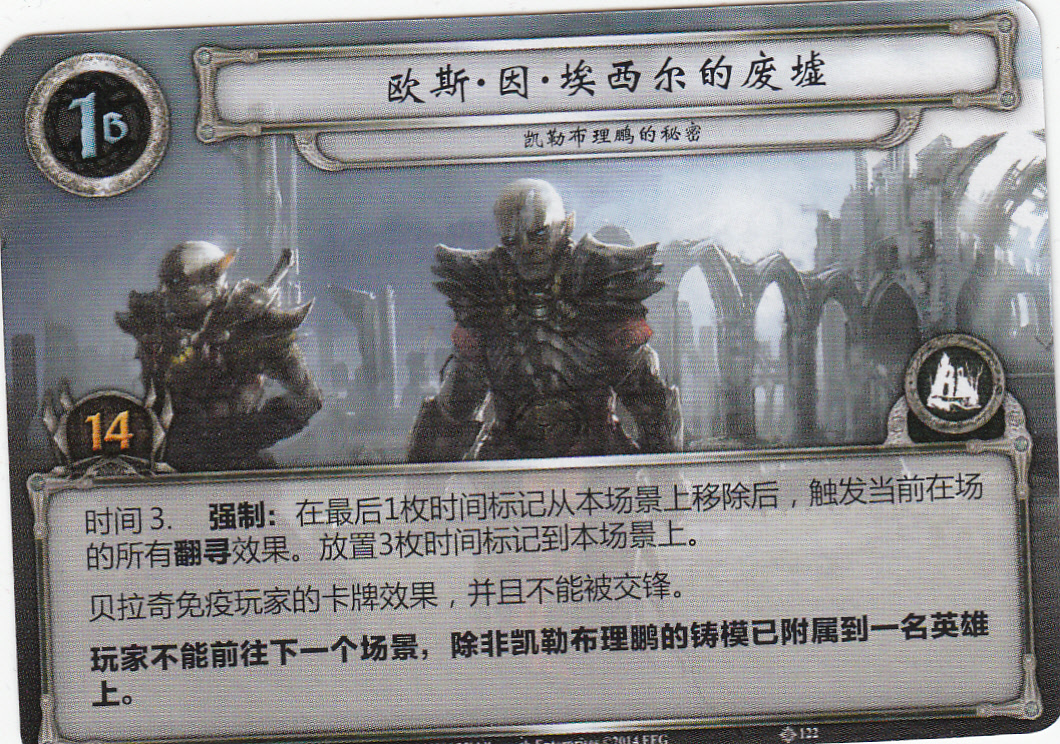 1B
欧斯·因·埃西尔的废墟
凯勒布理鹏的秘密
14
时间 3. 强制：在最后1枚时间标记从本场景上移除后，触发当前在场
的所有翻寻效果。放置3枚时间标记到本场景上。
贝拉奇免疫玩家的卡牌效果，并且不能被交锋。
玩家不能前往下一个场景，除非凯勒布理鹏的铸模已附属到一名英雄
上。
©2014 FFG
122